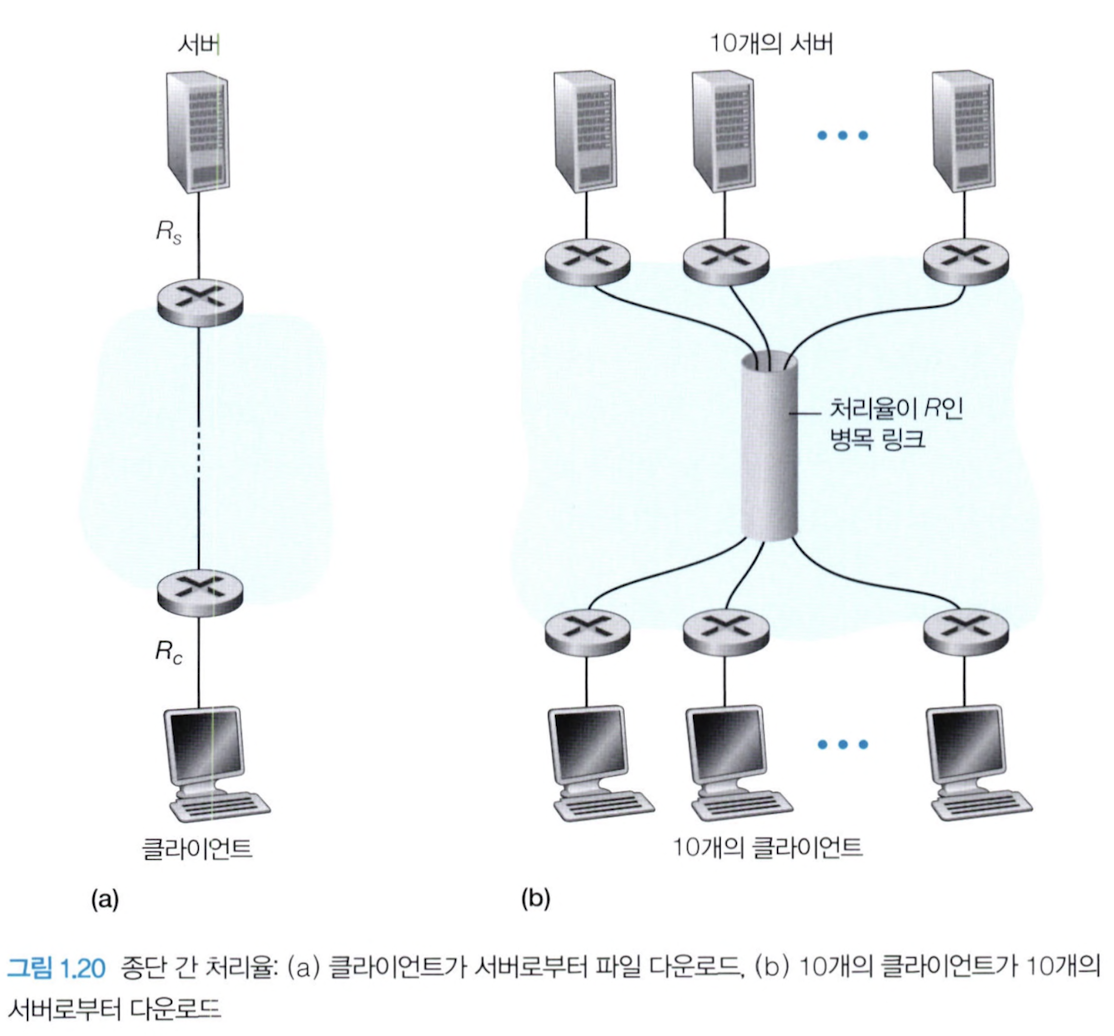 서버
10개의 서버
Rs
처리율이 R인
병목 링크
Rc
클라이언트
10개의 클라이언트
(a)
(b)
그림 1.20 종단 간 처리율: (a) 클라이언트가 서버로부터 파일 다운로드, (b) 10개의 클라이언트가 10개의
서버로부터 다운로드